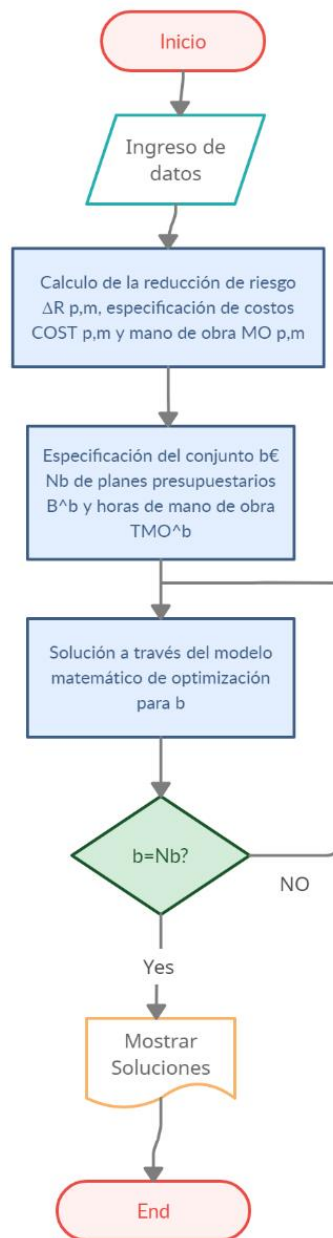 Inicio
Ingreso de
datos
Calculo de la reducción de riesgo
ΔR p,m, especificación de costos
COST p,m y mano de obra MO p,m
Especificación del conjunto b€
Nb de planes presupuestarios
B^b y horas de mano de obra
TMO^b
Solución a través del modelo
matemático de optimización
para b
b=Nb?
NO
Yes
Mostrar
Soluciones
End